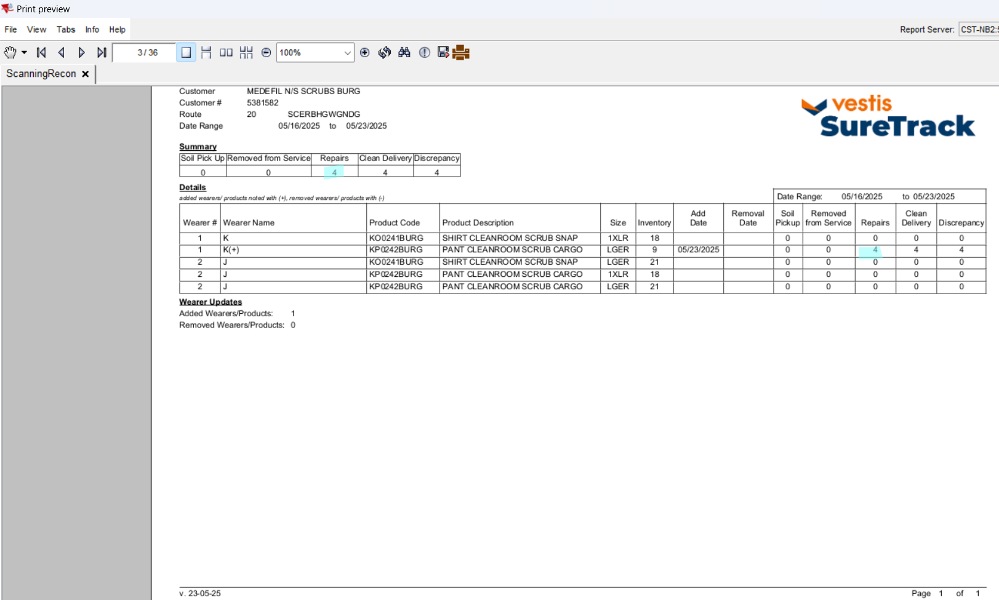 Print preview
File View Tabs Info Help Report Server: CST-NB2:
3 / 36 100%
ScanningRecon
Customer MEDEFIL N/S SCRUBS BURG
Customer # 5381582
Route 20 SCERBHGWGNDG
Date Range 05/16/2025 to 05/23/2025
vestis
SureTrack
Summary
Soil Pick Up Removed from Service Repairs Clean Delivery Discrepancy
0 0 4 4 4
Details
added wearers/ products noted with (+), removed wearers/ products with (-)
Date Range: 05/16/2025 to 05/23/2025
Wearer # Wearer Name Product Code Product Description Size Inventory Add Date Removal Date Soil Pickup Removed from Service Repairs Clean Delivery Discrepancy
1 K KO0241BURG SHIRT CLEANROOM SCRUB SNAP 1XLR 18 0 0 0 0 0
1 K(+) KP0242BURG PANT CLEANROOM SCRUB CARGO LGER 9 05/23/2025 0 0 4 4 4
2 J KO0241BURG SHIRT CLEANROOM SCRUB SNAP LGER 21 0 0 0 0 0
2 J KP0242BURG PANT CLEANROOM SCRUB CARGO 1XLR 18 0 0 0 0 0
2 J KP0242BURG PANT CLEANROOM SCRUB CARGO LGER 21 0 0 0 0 0
Wearer Updates
Added Wearers/Products: 1
Removed Wearers/Products: 0
v. 23-05-25 Page 1 of 1